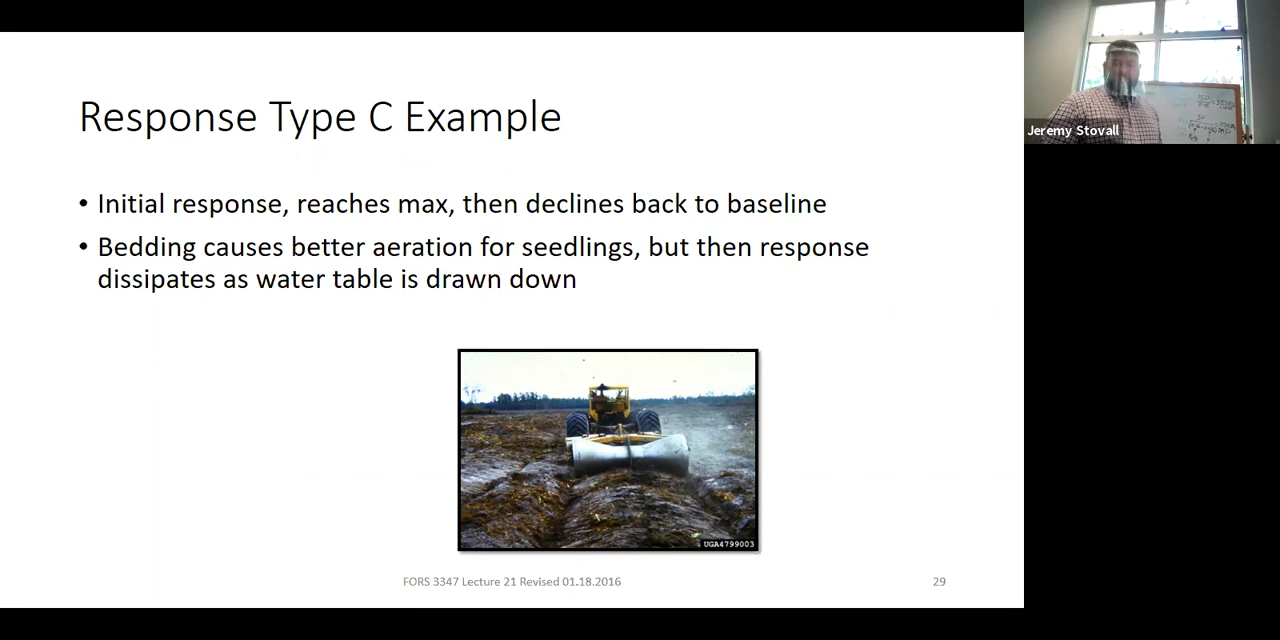 Response Type C Example
• Initial response, reaches max, then declines back to baseline
• Bedding causes better aeration for seedlings, but then response
dissipates as water table is drawn down
UGA4799003
FORS 3347 Lecture 21 Revised 01.18.2016
29
Jeremy Stovall